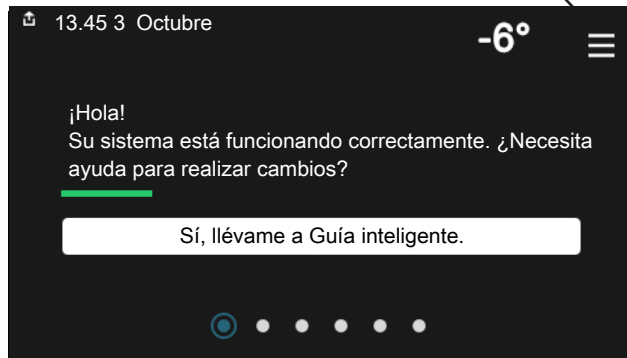 13.45 3 Octubre
-6°
¡Hola!
Su sistema está funcionando correctamente. ¿Necesita
ayuda para realizar cambios?
Sí, llévame a Guía inteligente.